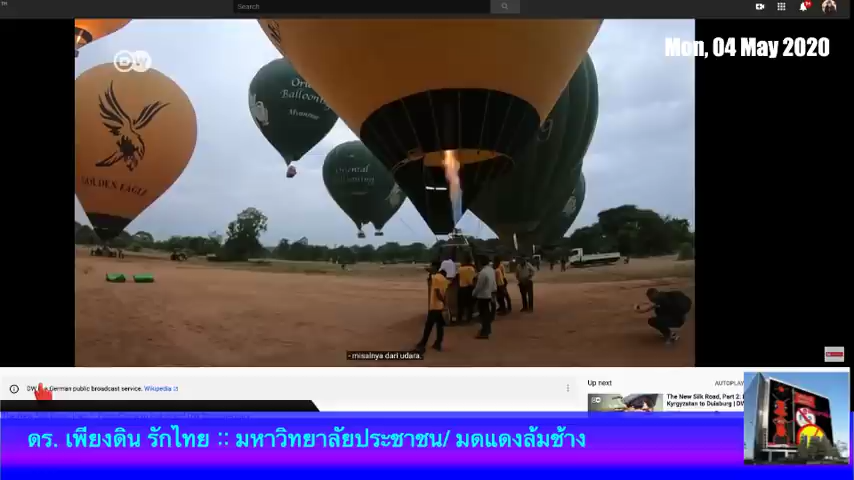 TH
Search
DW
Mon, 04 May 2020
Oriental
Ballooning
Myanmar
GOLDEN EAGLE
Oriental
Ballooning
- misalnya dari udara.
German public broadcast service. Wikipedia
Up next
AUTOPLAY
The New Silk Road, Part 2:
Kyrgyzstan to Duisburg | DW
ดร. เพียงดิน รักไทย :: มหาวิทยาลัยประชาชน/ มดแดงล้มช้าง